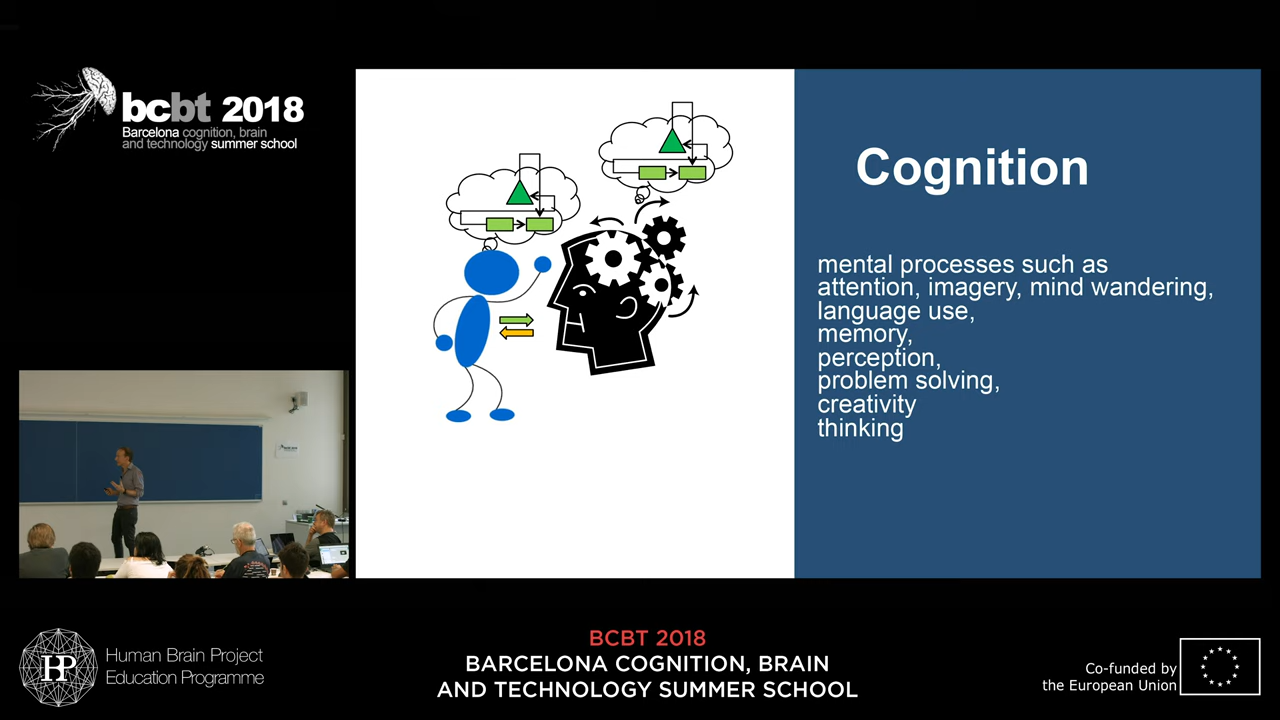 bcbt 2018
Barcelona cognition, brain
and technology summer school
Cognition
mental processes such as
attention, imagery, mind wandering,
language use,
memory,
perception,
problem solving,
creativity
thinking
HP
Human Brain Project
Education Programme
BCBT 2018
BARCELONA COGNITION, BRAIN
AND TECHNOLOGY SUMMER SCHOOL
Co-funded by
the European Union